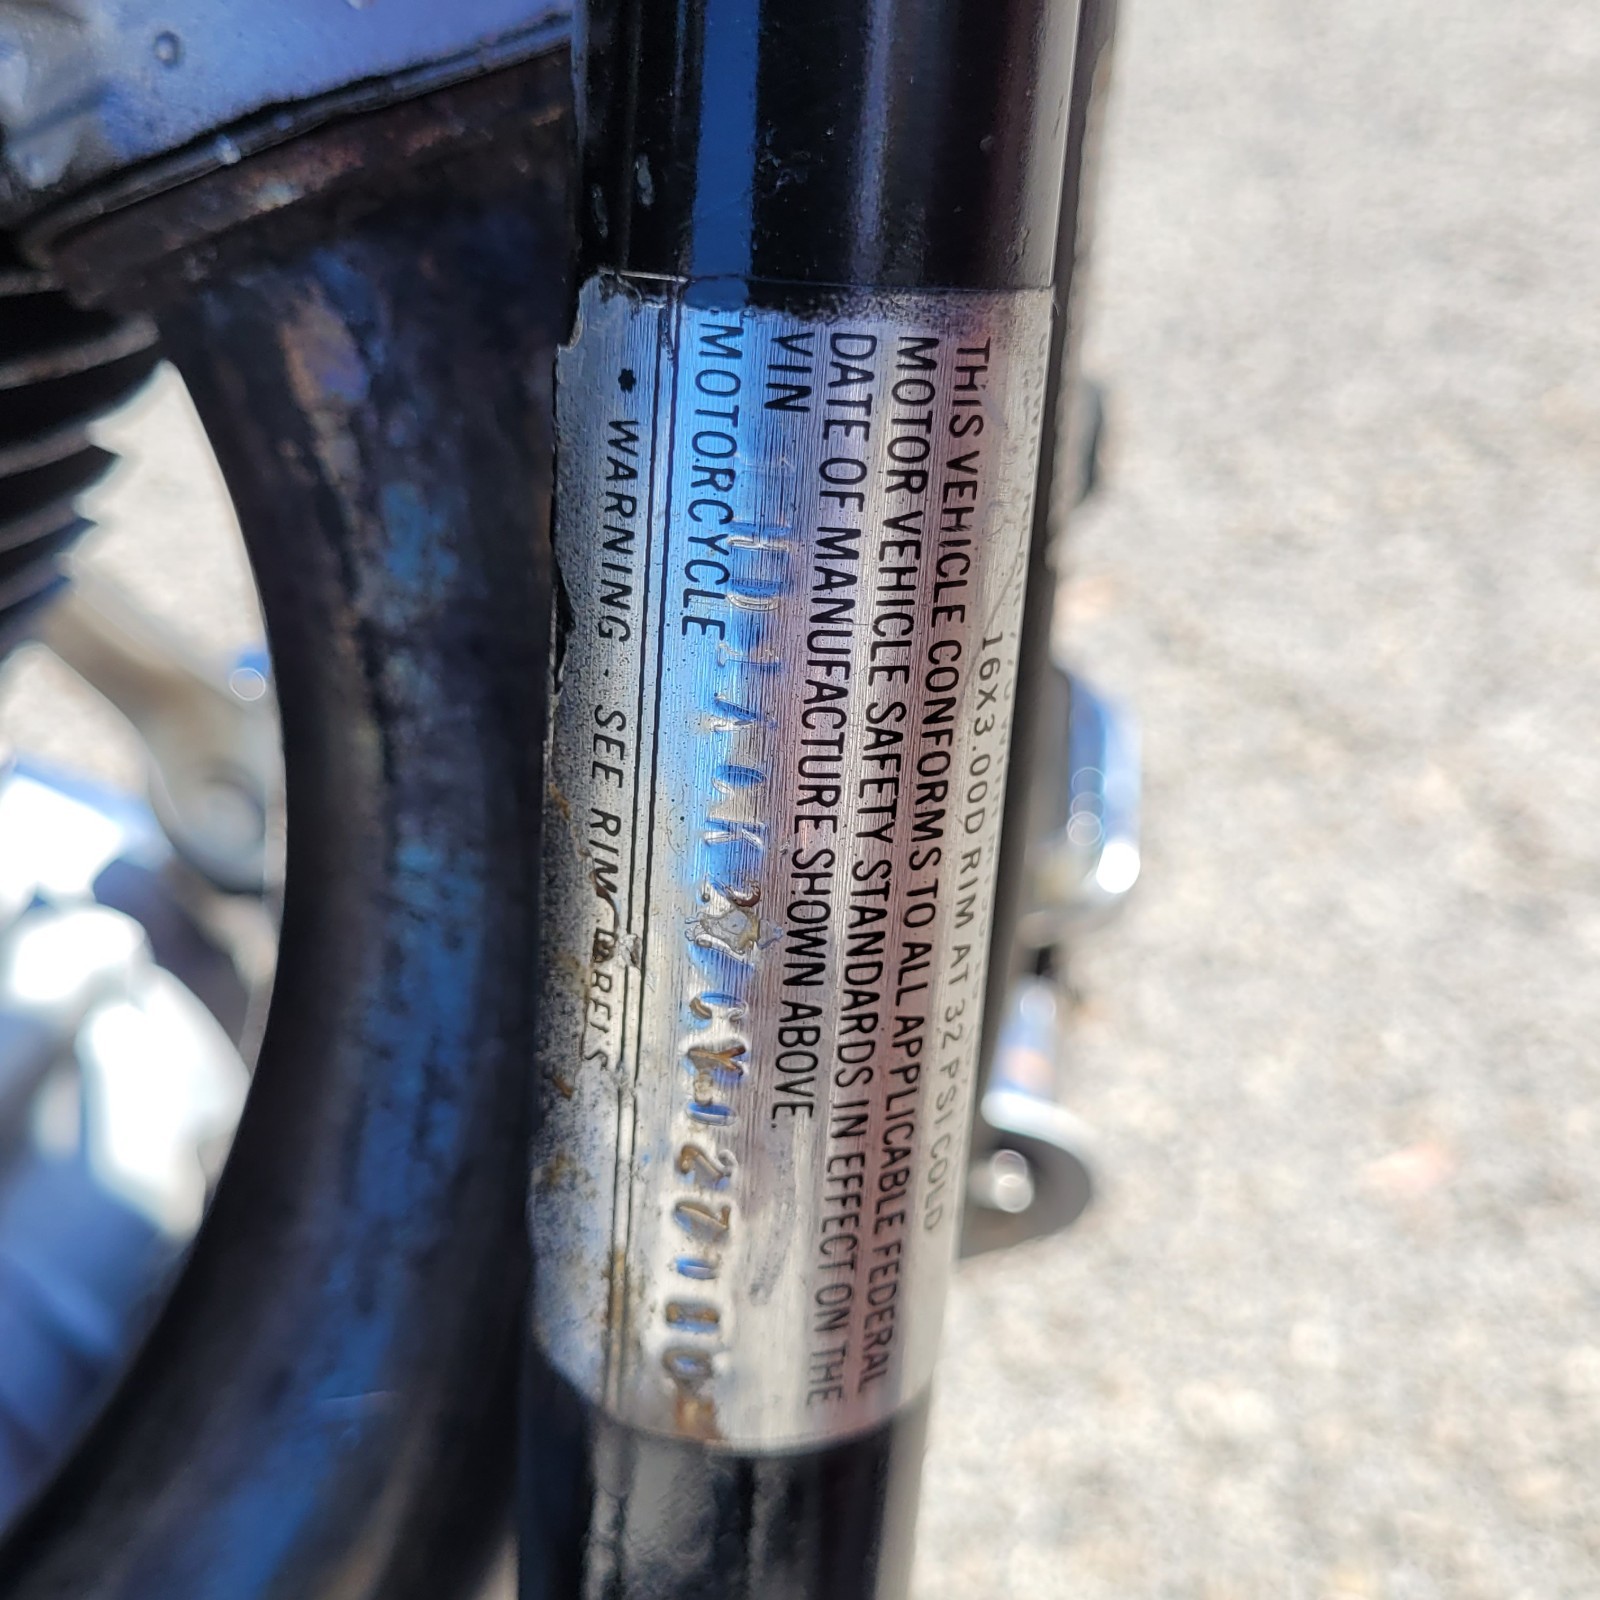 16X3.00D RIM AT 32 PSI COLD
THIS VEHICLE CONFORMS TO ALL APPLICABLE FEDERAL
MOTOR VEHICLE SAFETY STANDARDS IN EFFECT ON THE
DATE OF MANUFACTURE SHOWN ABOVE.
VIN
MOTORCYCLE
* WARNING - SEE RIM LABELS